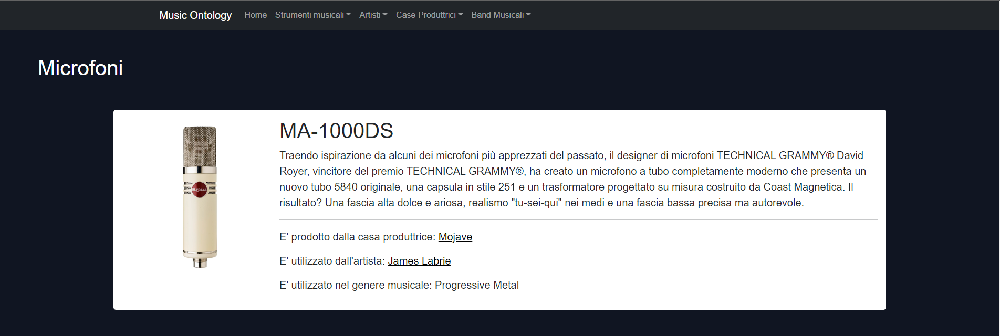 Music Ontology Home Strumenti musicali Artisti Case Produttrici Band Musicali
Microfoni
MA-1000DS
Traendo ispirazione da alcuni dei microfoni più apprezzati del passato, il designer di microfoni TECHNICAL GRAMMY® David
Royer, vincitore del premio TECHNICAL GRAMMY®, ha creato un microfono a tubo completamente moderno che presenta un
nuovo tubo 5840 originale, una capsula in stile 251 e un trasformatore progettato su misura costruito da Coast Magnetica. Il
risultato? Una fascia alta dolce e ariosa, realismo "tu-sei-qui" nei medi e una fascia bassa precisa ma autorevole.
Mojave
E' prodotto dalla casa produttrice: Mojave
E' utilizzato dall'artista: James Labrie
E' utilizzato nel genere musicale: Progressive Metal